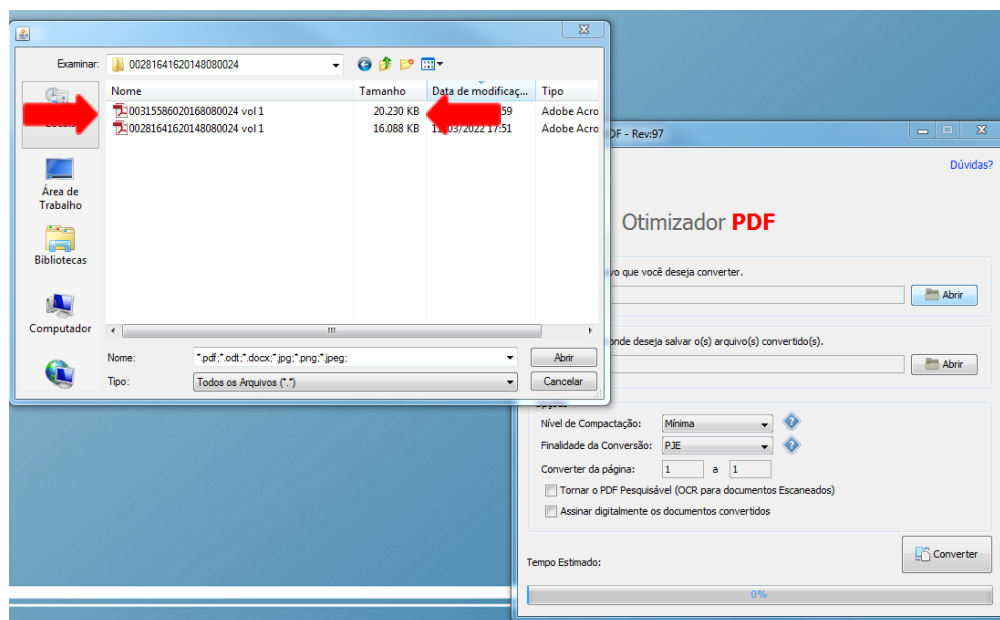 Examinar:
00281641620148080024
Nome
Tamanho
Data de modificaç...
Tipo
00315586020168080024 vol 1
20.230 KB
59
Adobe Acro
00281641620148080024 vol 1
16.088 KB
03/2022 17:51
Adobe Acro
Área de
Trabalho
Bibliotecas
Computador
Nome:
*.pdf;*.odt;*.docx;*.jpg;*.png;*.jpeg;
Abrir
Tipo:
Todos os Arquivos (*.*)
Cancelar
DF - Rev:97
Dúvidas?
Otimizador PDF
vo que você deseja converter.
Abrir
onde deseja salvar o(s) arquivo(s) convertido(s).
Abrir
Nível de Compactação:
Mínima
Finalidade da Conversão:
PJE
Converter da página:
1 a 1
Tornar o PDF Pesquisável (OCR para documentos Escaneados)
Assinar digitalmente os documentos convertidos
Converter
Tempo Estimado:
0%